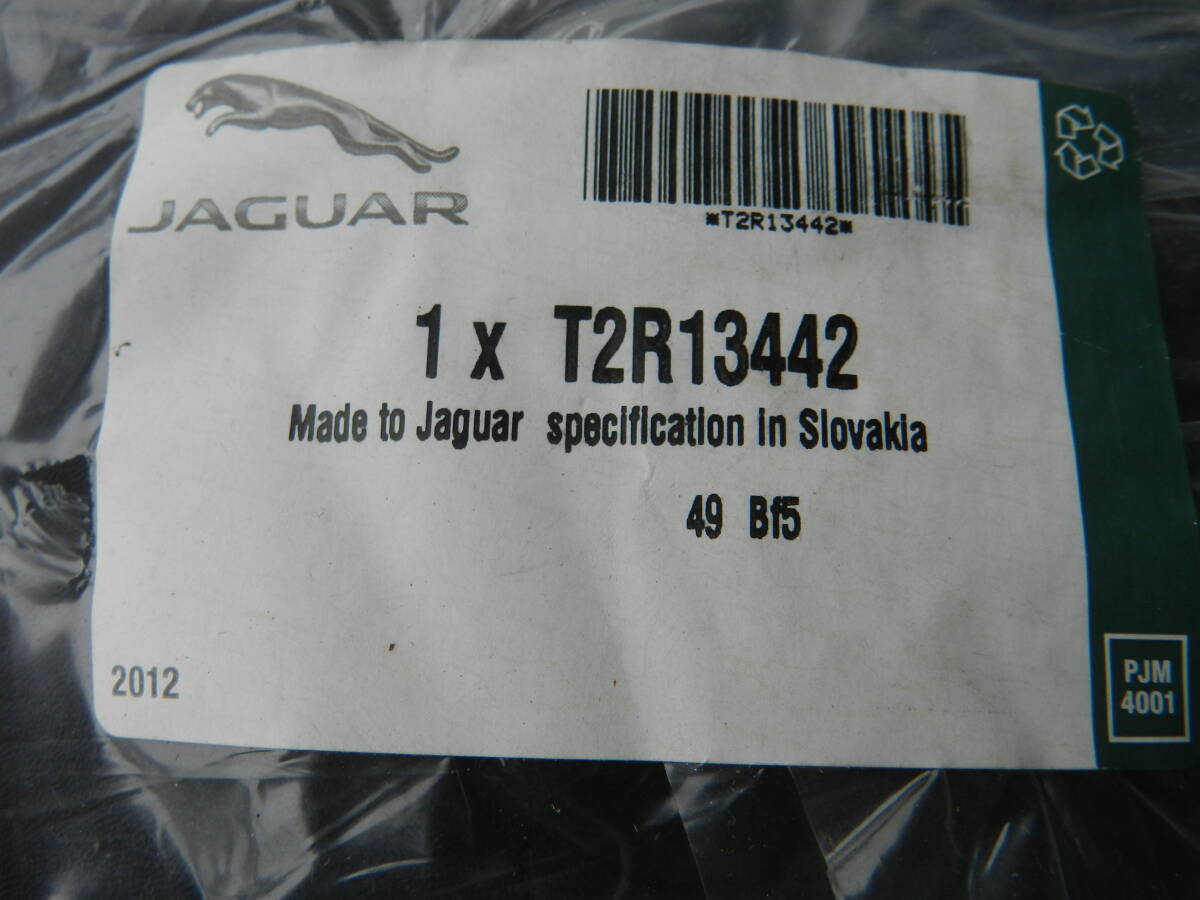 JAGUAR
*T2R13442*
1 x T2R13442
Made to Jaguar specification in Slovakia
49 Bf5
2012
PJM
4001